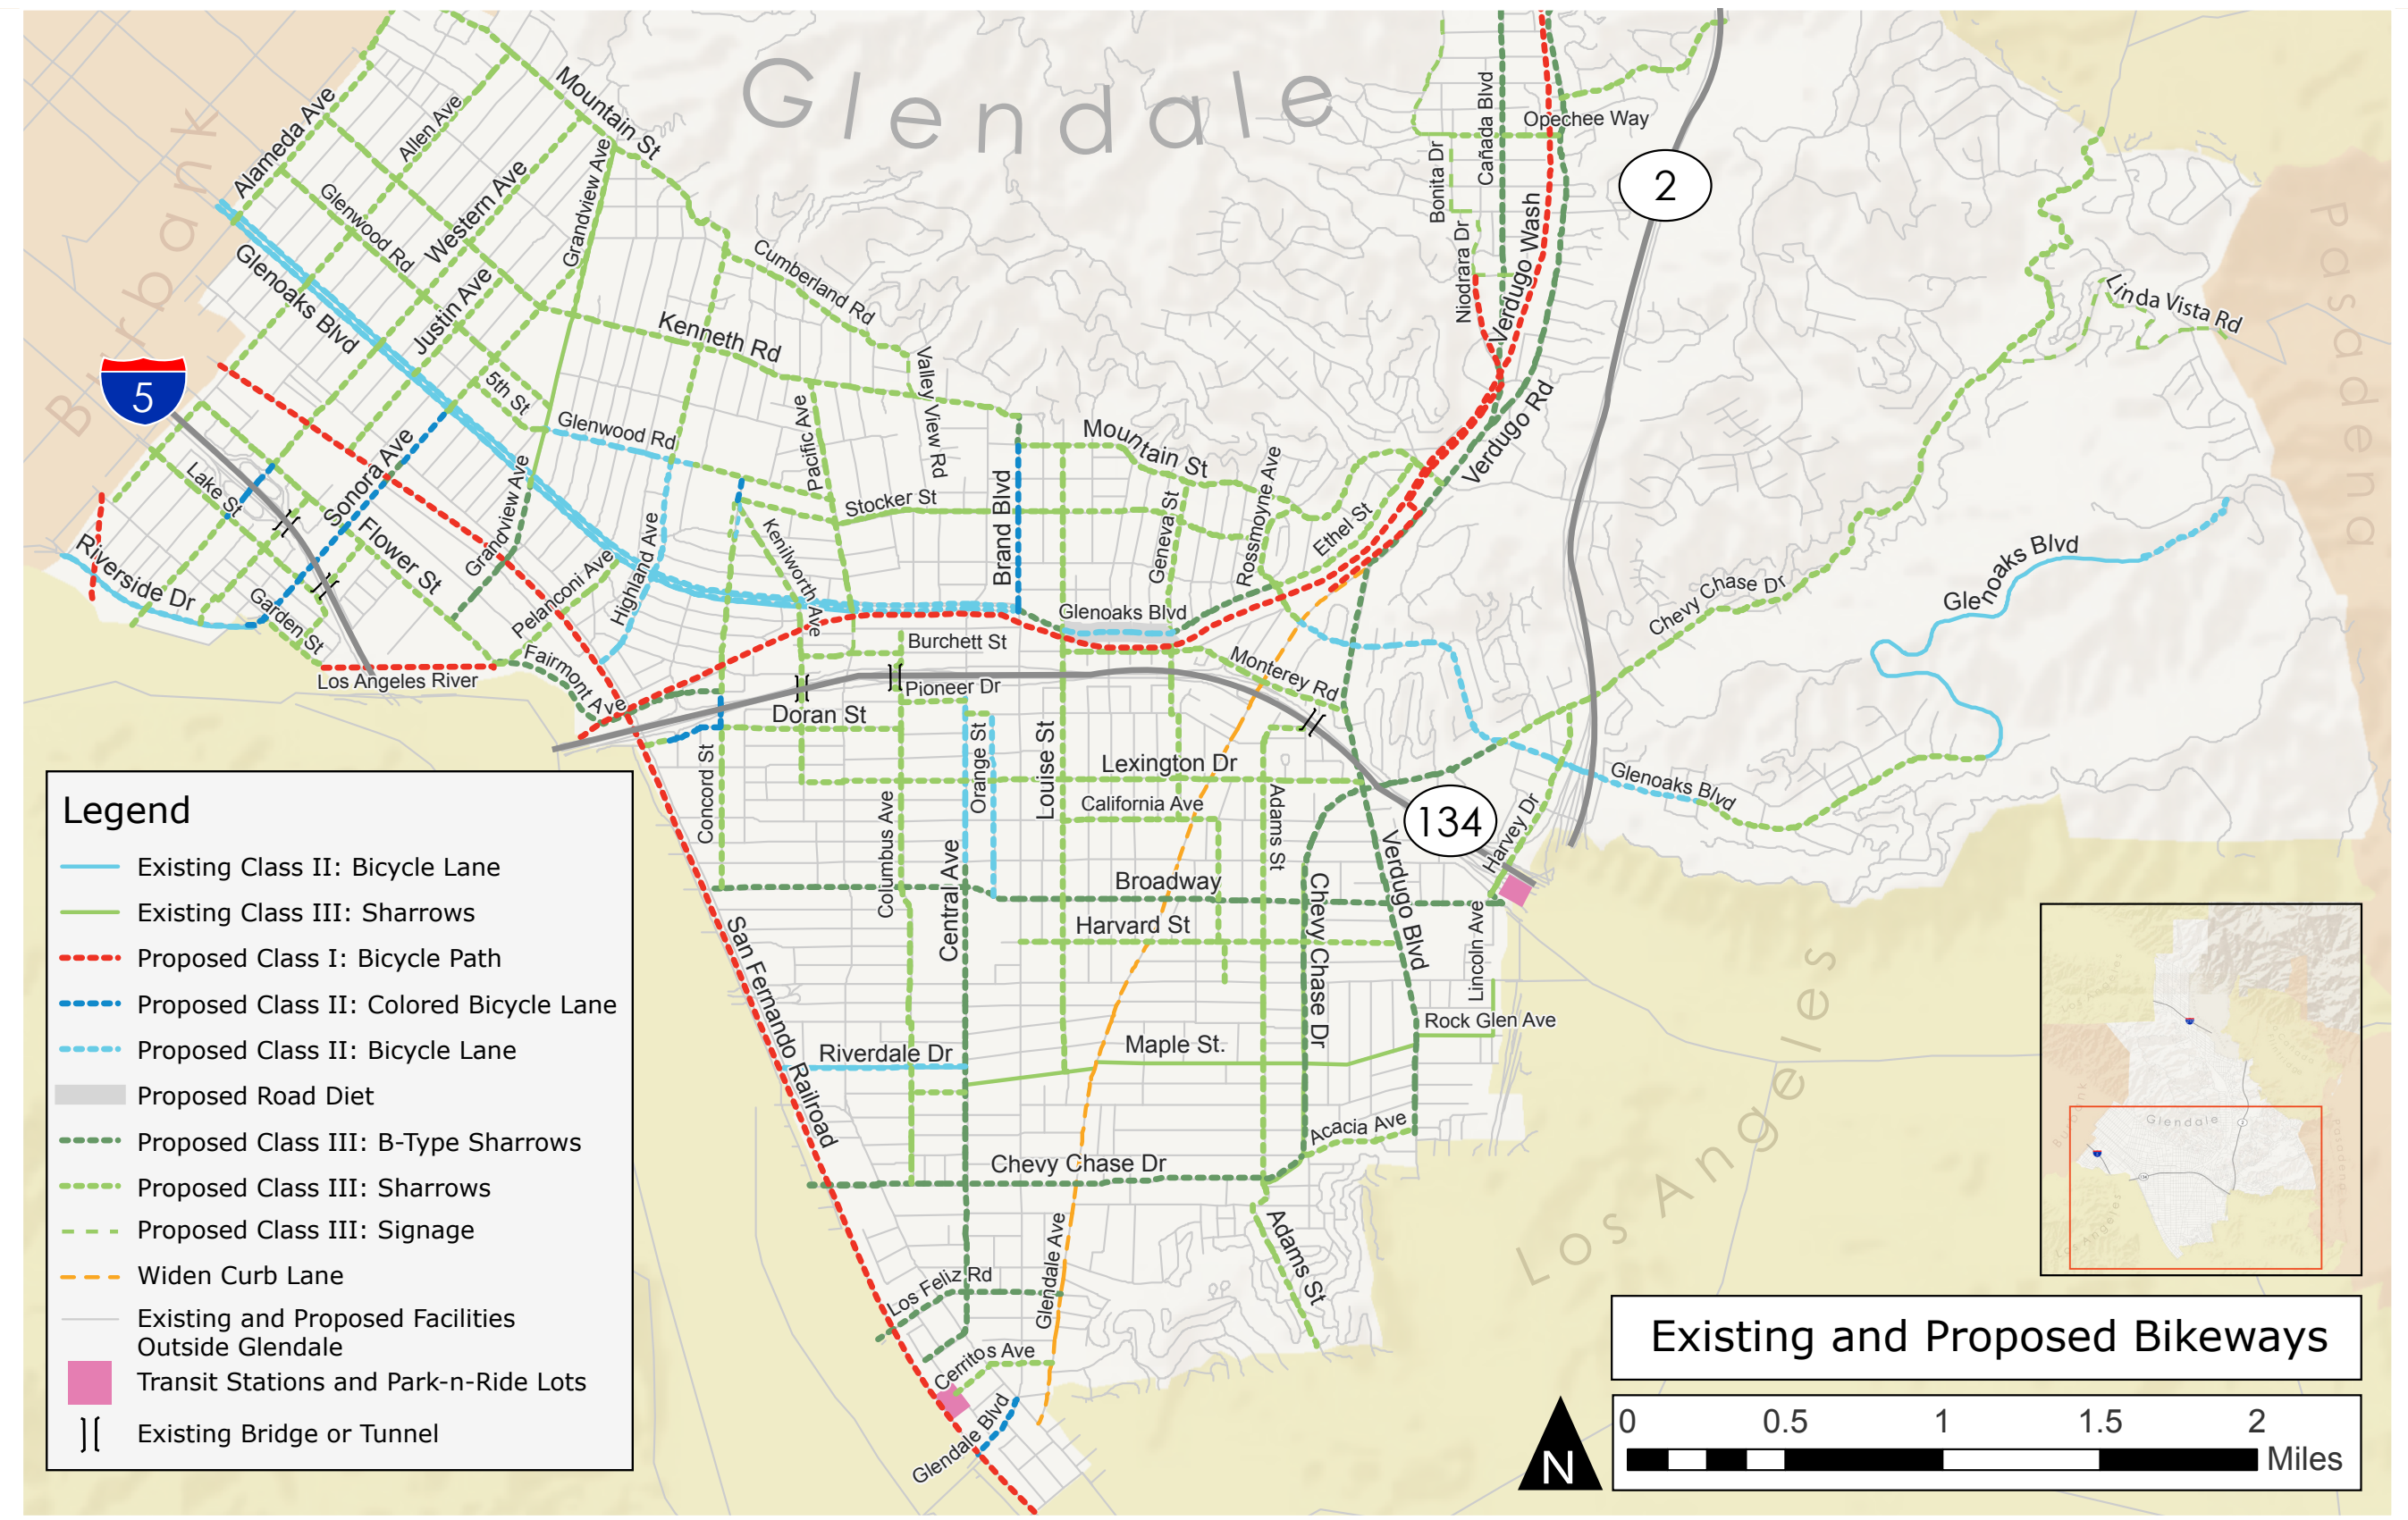 Glendale
Burbank
Pasadena
Los Angeles
5
2
134
Mountain St
Alameda Ave
Allen Ave
Western Ave
Grandview Ave
Glenwood Rd
Glenoaks Blvd
Justin Ave
Cumberland Rd
Kenneth Rd
Valley View Rd
Pacific Ave
5th St
Glenwood Rd
Sonora Ave
Lake St
Flower St
Grandview Ave
Riverside Dr
Garden St
Pelanconi Ave
Highland Ave
Kenilworth Ave
Stocker St
Brand Blvd
Mountain St
Geneva St
Rossmoyne Ave
Ethel St
Verdugo Rd
Verdugo Wash
Niodrara Dr
Bonita Dr
Cañada Blvd
Opechee Way
Linda Vista Rd
Glenoaks Blvd
Chevy Chase Dr
Glenoaks Blvd
Burchett St
Los Angeles River
Fairmont Ave
Pioneer Dr
Doran St
Monterey Rd
Concord St
Orange St
Louise St
Lexington Dr
California Ave
Adams St
Glenoaks Blvd
Harvey Dr
Columbus Ave
Central Ave
Broadway
Harvard St
Chevy Chase Dr
Verdugo Blvd
Lincoln Ave
San Fernando Railroad
Rock Glen Ave
Riverdale Dr
Maple St.
Acacia Ave
Chevy Chase Dr
Adams St
Glendale Ave
Los Feliz Rd
Cerritos Ave
Glendale Blvd
Legend
Existing Class II: Bicycle Lane
Existing Class III: Sharrows
Proposed Class I: Bicycle Path
Proposed Class II: Colored Bicycle Lane
Proposed Class II: Bicycle Lane
Proposed Road Diet
Proposed Class III: B-Type Sharrows
Proposed Class III: Sharrows
Proposed Class III: Signage
Widen Curb Lane
Existing and Proposed Facilities
Outside Glendale
Transit Stations and Park-n-Ride Lots
Existing Bridge or Tunnel
Glendale
Burbank
Pasadena
Los Angeles
Existing and Proposed Bikeways
N
0 0.5 1 1.5 2
Miles